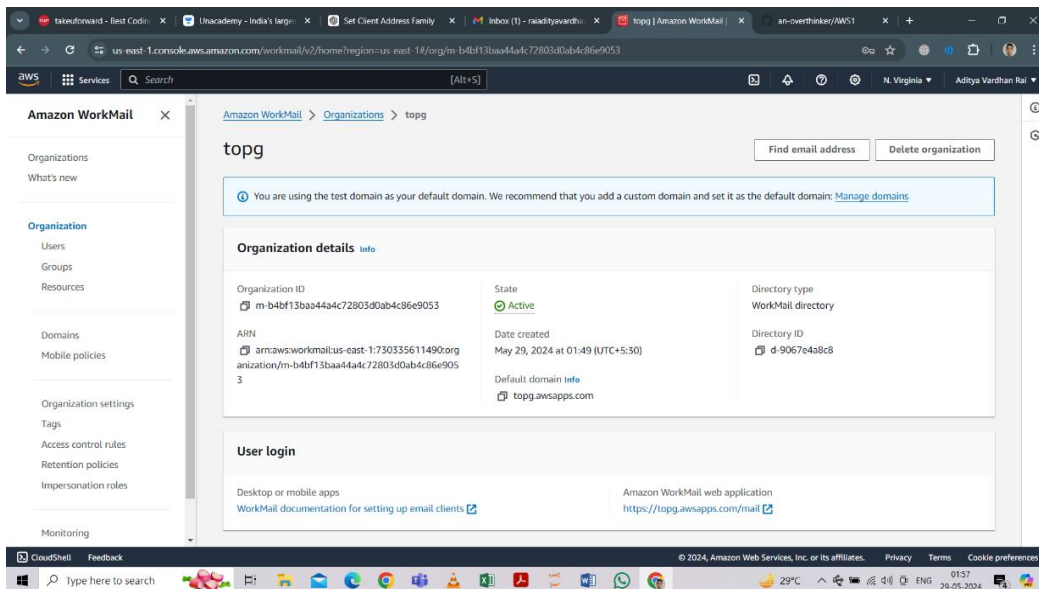 takeuforward - Best Codin
Unacademy - India's larges
Set Client Address Family
Inbox (1) - raiadityavardha
topg | Amazon WorkMail |
an-overthinker/AWS1
us-east-1.console.aws.amazon.com/workmail/v2/home?region=us-east-1#/org/m-b4bf13baa44a4c72803d0ab4c86e9053
aws
Services
Search
[Alt+S]
N. Virginia
Aditya Vardhan Rai
Amazon WorkMail
Organizations
What's new
Organization
Users
Groups
Resources
Domains
Mobile policies
Organization settings
Tags
Access control rules
Retention policies
Impersonation roles
Monitoring
Amazon WorkMail > Organizations > topg
topg
Find email address
Delete organization
You are using the test domain as your default domain. We recommend that you add a custom domain and set it as the default domain: Manage domains
Organization details Info
Organization ID
m-b4bf13baa44a4c72803d0ab4c86e9053
ARN
arn:aws:workmail:us-east-1:730335611490:org
anization/m-b4bf13baa44a4c72803d0ab4c86e905
3
State
Active
Date created
May 29, 2024 at 01:49 (UTC+5:30)
Default domain Info
topg.awsapps.com
Directory type
WorkMail directory
Directory ID
d-9067e4a8c8
User login
Desktop or mobile apps
WorkMail documentation for setting up email clients
Amazon WorkMail web application
https://topg.awsapps.com/mail
CloudShell
Feedback
© 2024, Amazon Web Services, Inc. or its affiliates.
Privacy
Terms
Cookie preferences
Type here to search
29°C
ENG
01:57
29-05-2024